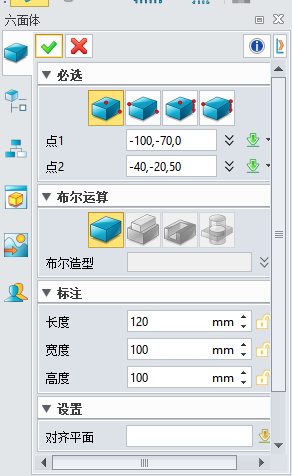 六面体
必选
点1 -100,-70,0
点2 -40,-20,50
布尔运算
布尔造型
标注
长度 120 mm
宽度 100 mm
高度 100 mm
设置
对齐平面